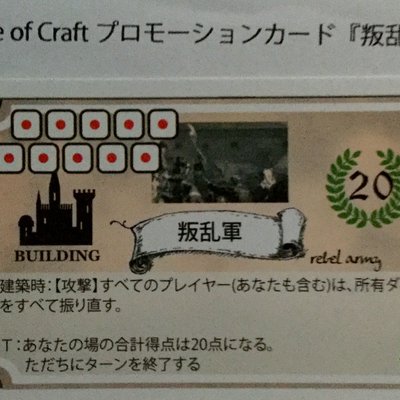 e of Craft プロモーションカード『叛乱
20
BUILDING
叛乱軍
rebel army
建築時：【攻撃】すべてのプレイヤー(あなたも含む)は、所有ダ
をすべて振り直す。
T：あなたの場の合計得点は20点になる。
ただちにターンを終了する